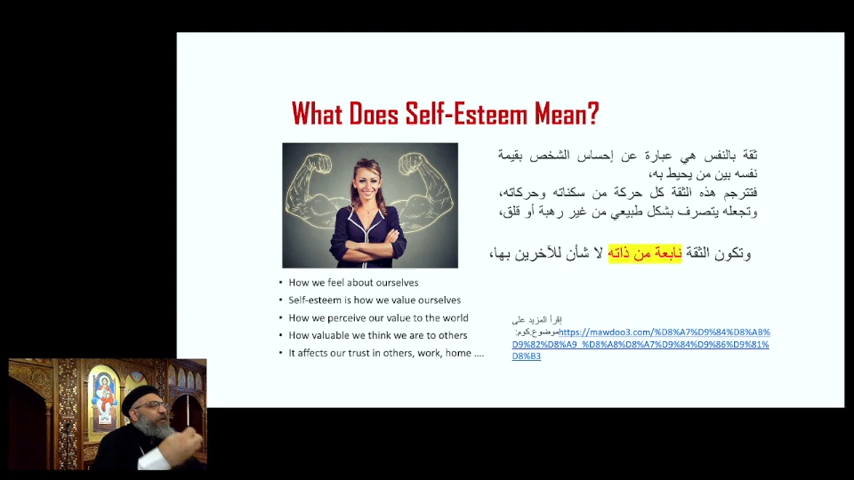 What Does Self-Esteem Mean?
ثقة بالنفس هي عبارة عن إحساس الشخص بقيمة
نفسه بين من يحيط به،
فتترجم هذه الثقة كل حركة من سكناته وحركاته،
وتجعله يتصرف بشكل طبيعي من غير رهبة أو قلق،
وتكون الثقة نابعة من ذاته لا شأن للآخرين بها،
• How we feel about ourselves
• Self-esteem is how we value ourselves
• How we perceive our value to the world
• How valuable we think we are to others
• It affects our trust in others, work, home ....
إقرأ المزيد على
موضوع.كوم: https://mawdoo3.com/%D8%A7%D9%84%D8%AB%
D9%82%D8%A9_%D8%A8%D8%A7%D9%84%D9%86%D9%81%
D8%B3